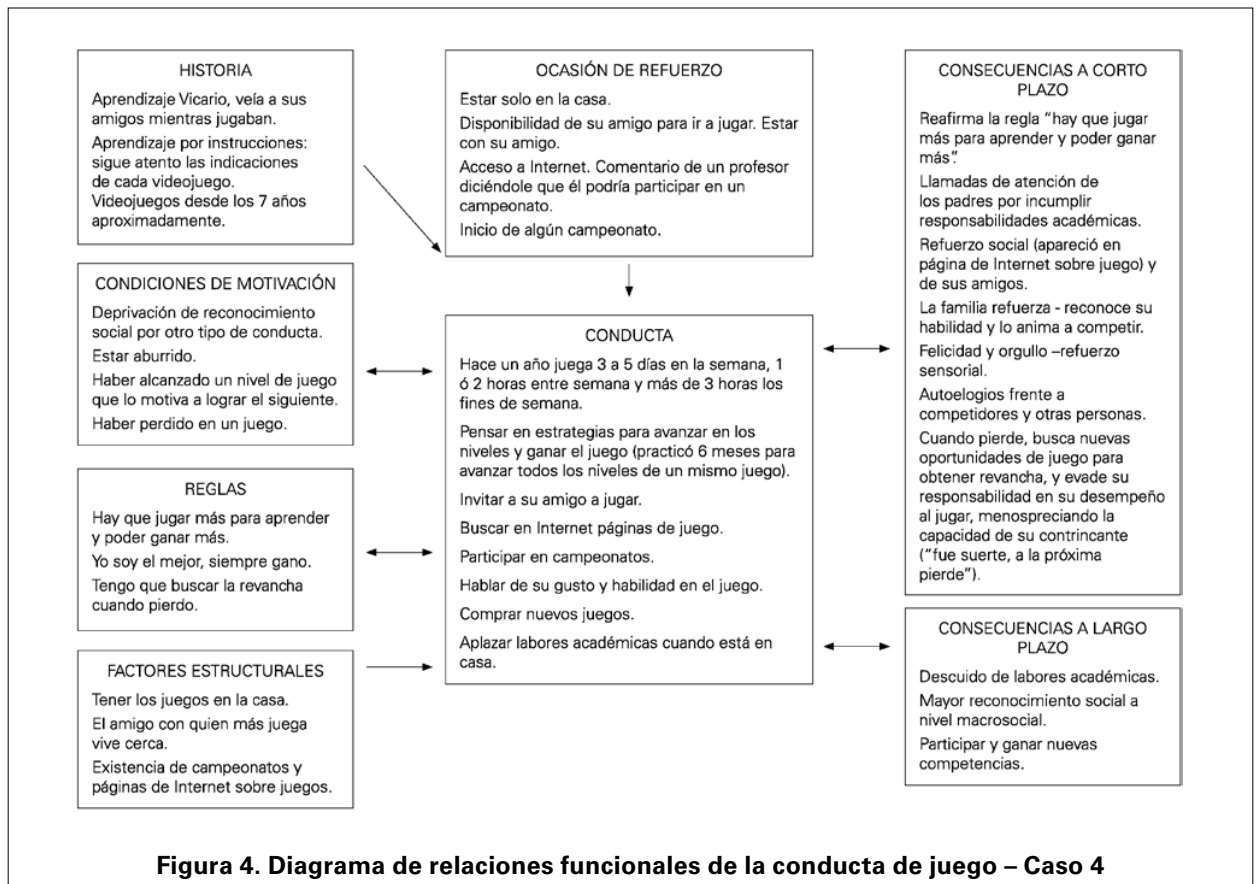 HISTORIA
Aprendizaje Vicario, veía a sus
amigos mientras jugaban.
Aprendizaje por instrucciones:
sigue atento las indicaciones
de cada videojuego.
Videojuegos desde los 7 años
aproximadamente.
CONDICIONES DE MOTIVACIÓN
Deprivación de reconocimiento
social por otro tipo de conducta.
Estar aburrido.
Haber alcanzado un nivel de juego
que lo motiva a lograr el siguiente.
Haber perdido en un juego.
REGLAS
Hay que jugar más para aprender
y poder ganar más.
Yo soy el mejor, siempre gano.
Tengo que buscar la revancha
cuando pierdo.
FACTORES ESTRUCTURALES
Tener los juegos en la casa.
El amigo con quien más juega
vive cerca.
Existencia de campeonatos y
páginas de Internet sobre juegos.
OCASIÓN DE REFUERZO
Estar solo en la casa.
Disponibilidad de su amigo para ir a jugar. Estar
con su amigo.
Acceso a Internet. Comentario de un profesor
diciéndole que él podría participar en un
campeonato.
Inicio de algún campeonato.
CONDUCTA
Hace un año juega 3 a 5 días en la semana, 1
ó 2 horas entre semana y más de 3 horas los
fines de semana.
Pensar en estrategias para avanzar en los
niveles y ganar el juego (practicó 6 meses para
avanzar todos los niveles de un mismo juego).
Invitar a su amigo a jugar.
Buscar en Internet páginas de juego.
Participar en campeonatos.
Hablar de su gusto y habilidad en el juego.
Comprar nuevos juegos.
Aplazar labores académicas cuando está en
casa.
CONSECUENCIAS A CORTO
PLAZO
Reafirma la regla “hay que jugar
más para aprender y poder ganar
más”.
Llamadas de atención de
los padres por incumplir
responsabilidades académicas.
Refuerzo social (apareció en
página de Internet sobre juego) y
de sus amigos.
La familia refuerza - reconoce su
habilidad y lo anima a competir.
Felicidad y orgullo –refuerzo
sensorial.
Autoelogios frente a
competidores y otras personas.
Cuando pierde, busca nuevas
oportunidades de juego para
obtener revancha, y evade su
responsabilidad en su desempeño
al jugar, menospreciando la
capacidad de su contrincante
(“fue suerte, a la próxima
pierde”).
CONSECUENCIAS A LARGO
PLAZO
Descuido de labores académicas.
Mayor reconocimiento social a
nivel macrosocial.
Participar y ganar nuevas
competencias.
Figura 4. Diagrama de relaciones funcionales de la conducta de juego – Caso 4